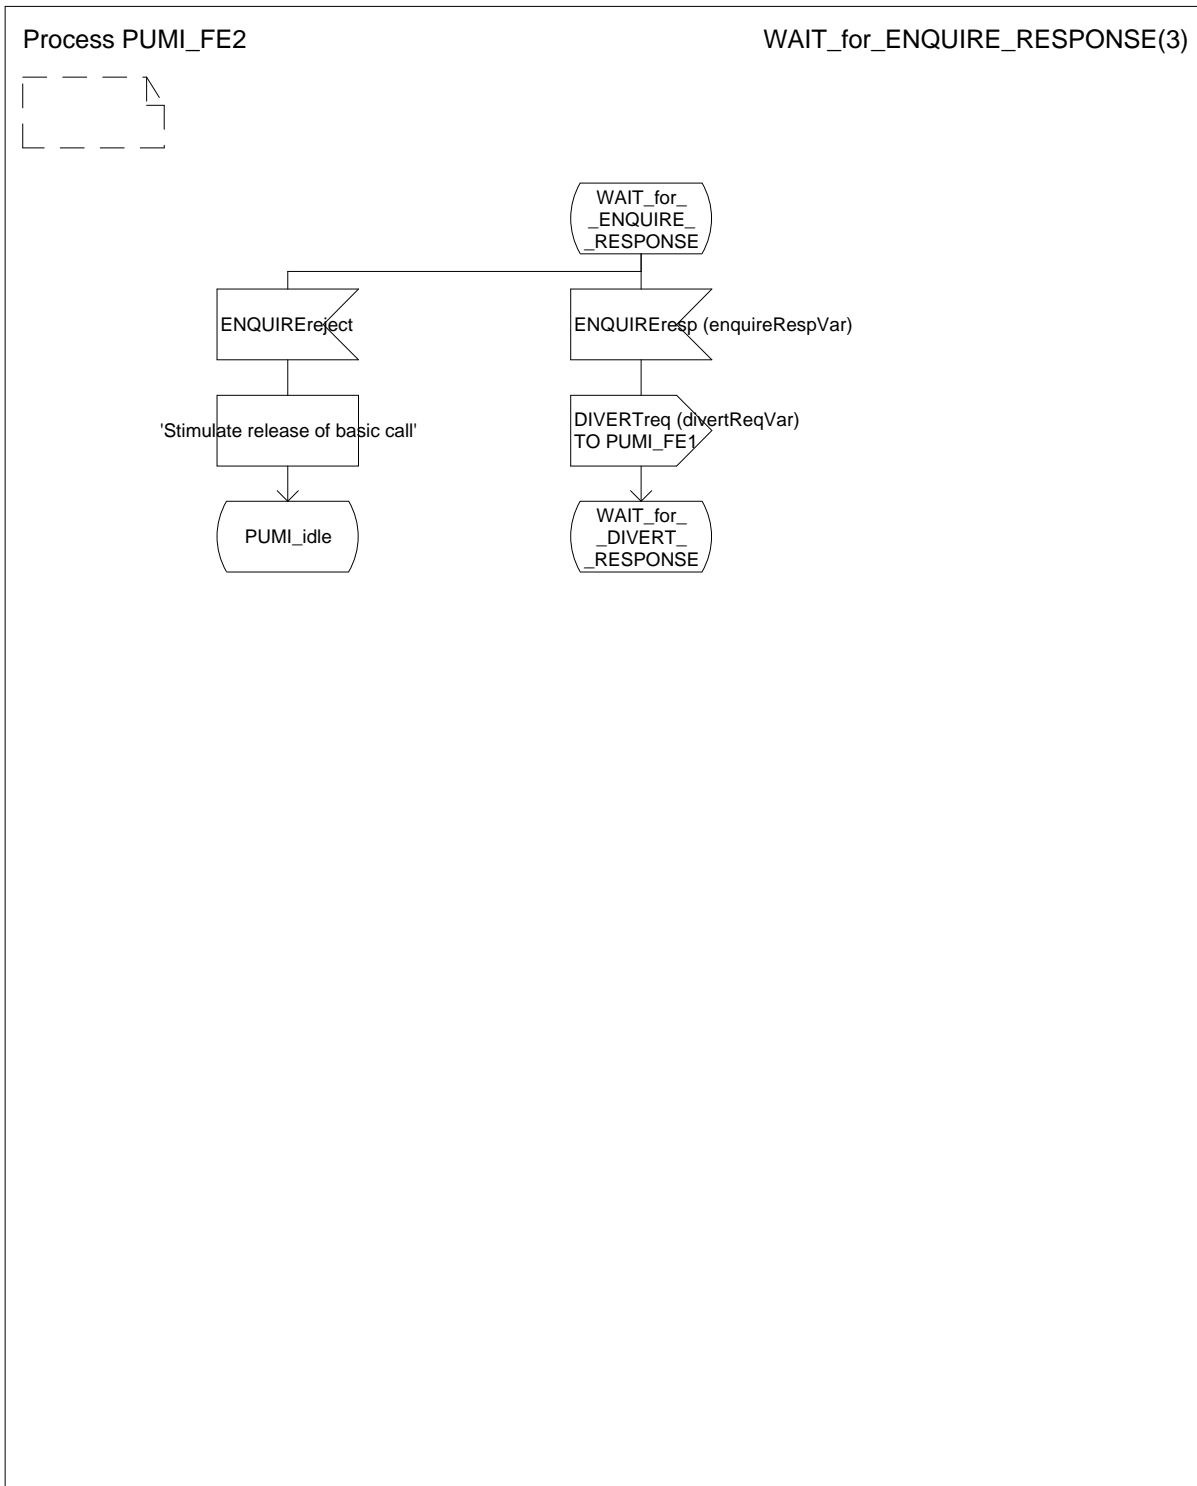 Process PUMI_FE2
WAIT_for_ENQUIRE_RESPONSE(3)
WAIT_for_
_ENQUIRE_
_RESPONSE
ENQUIREreject
ENQUIREresp (enquireRespVar)
'Stimulate release of basic call'
DIVERTreq (divertReqVar)
TO PUMI_FE1
PUMI_idle
WAIT_for_
_DIVERT_
_RESPONSE